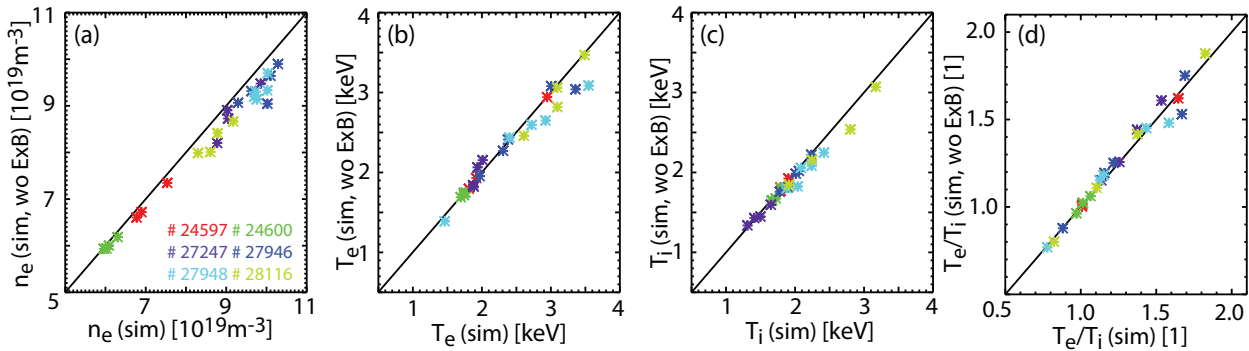 (a)
n_e (sim, wo ExB) [10^19 m^-3]
11
9
7
5
# 24597 # 24600
# 27247 # 27946
# 27948 # 28116
5 7 9 11
n_e (sim) [10^19 m^-3]
(b)
T_e (sim, wo ExB) [keV]
4
3
2
1
1 2 3 4
T_e (sim) [keV]
(c)
T_i (sim, wo ExB) [keV]
4
3
2
1
1 2 3 4
T_i (sim) [keV]
(d)
T_e/T_i (sim, wo ExB) [1]
2.0
1.5
1.0
0.5
0.5 1.0 1.5 2.0
T_e/T_i (sim) [1]